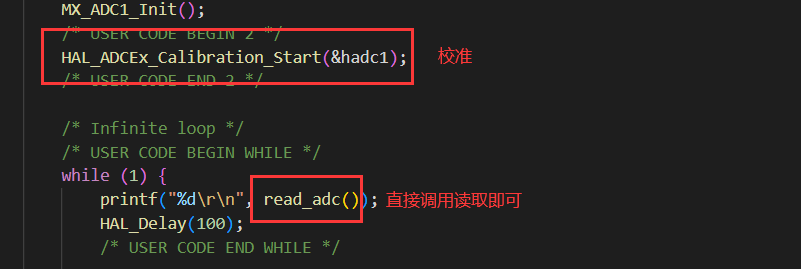 MX_ADC1_Init();
/* USER CODE BEGIN 2 */
HAL_ADCEx_Calibration_Start(&hadc1); 校准
/* USER CODE END 2 */
/* Infinite loop */
/* USER CODE BEGIN WHILE */
while (1) {
printf("%d\r\n", read_adc()); 直接调用读取即可
HAL_Delay(100);
/* USER CODE END WHILE */